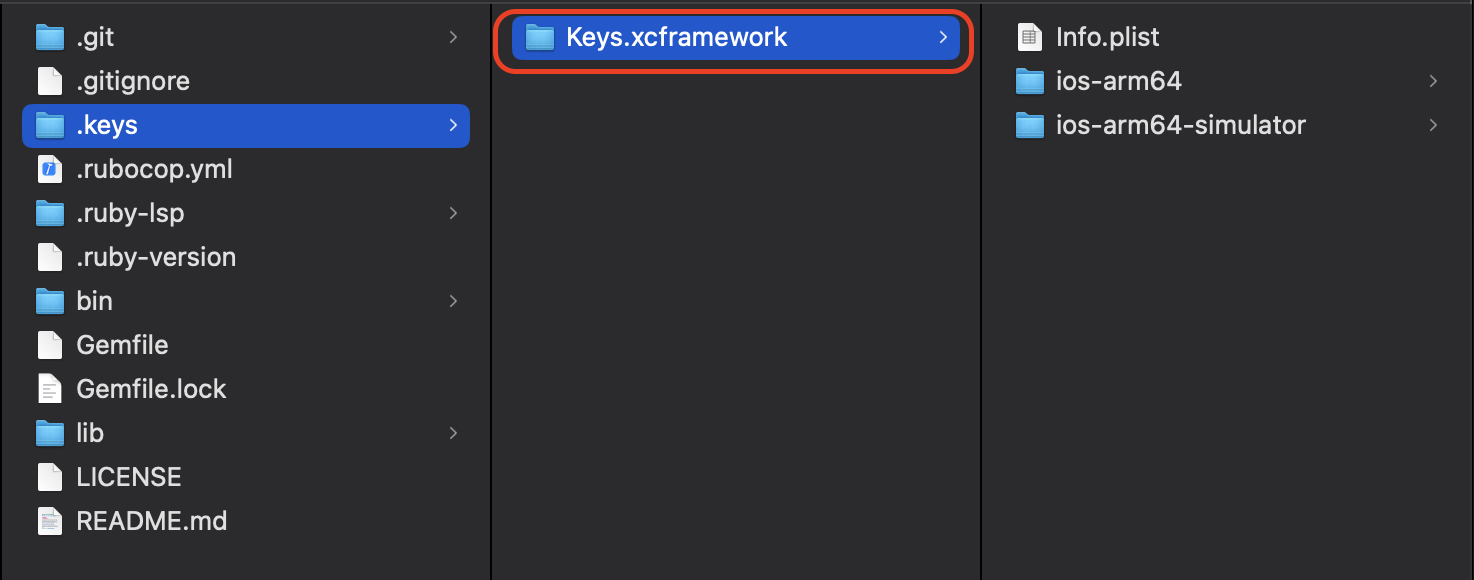 .git
.gitignore
.keys
.rubocop.yml
.ruby-lsp
.ruby-version
bin
Gemfile
Gemfile.lock
lib
LICENSE
README.md
Keys.xcframework
Info.plist
ios-arm64
ios-arm64-simulator